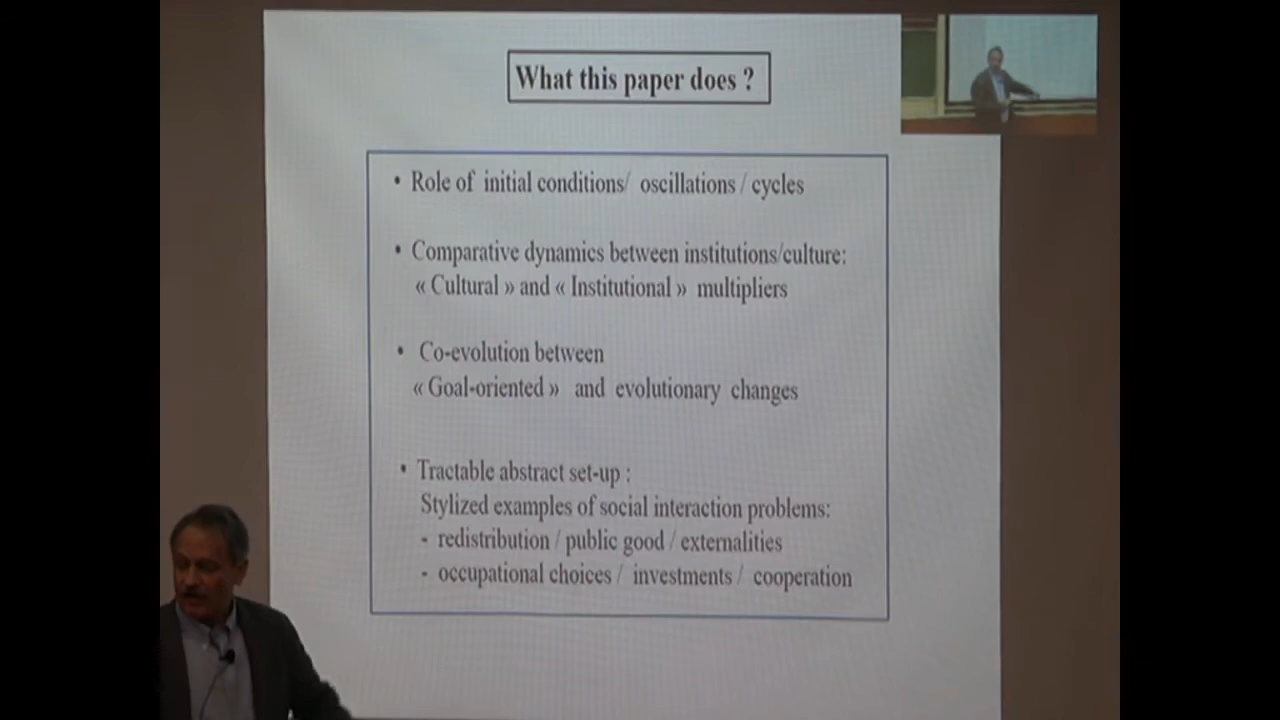 What this paper does ?
• Role of initial conditions/ oscillations / cycles
• Comparative dynamics between institutions/culture:
« Cultural » and « Institutional » multipliers
• Co-evolution between
« Goal-oriented » and evolutionary changes
• Tractable abstract set-up :
Stylized examples of social interaction problems:
- redistribution / public good / externalities
- occupational choices / investments / cooperation